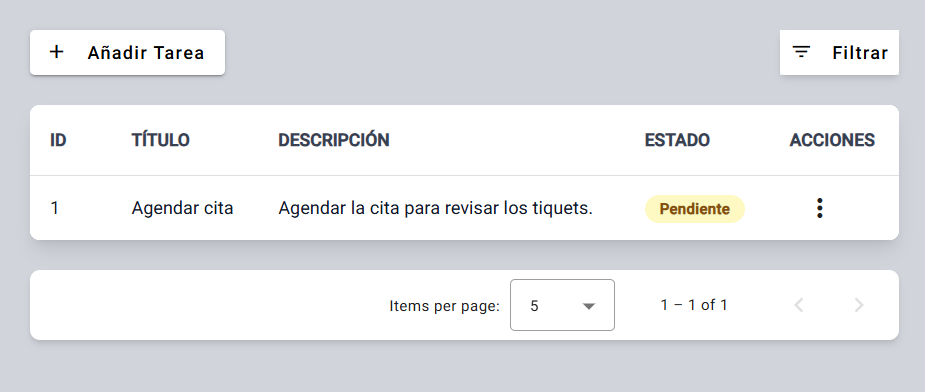 Añadir Tarea
Filtrar
ID TÍTULO DESCRIPCIÓN ESTADO ACCIONES
1 Agendar cita Agendar la cita para revisar los tiquets. Pendiente
Items per page: 5 1 – 1 of 1